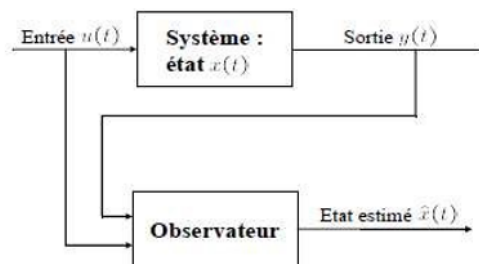 Entrée u(t)
Système :
état x(t)
Sortie y(t)
Observateur
Etat estimé x̂(t)